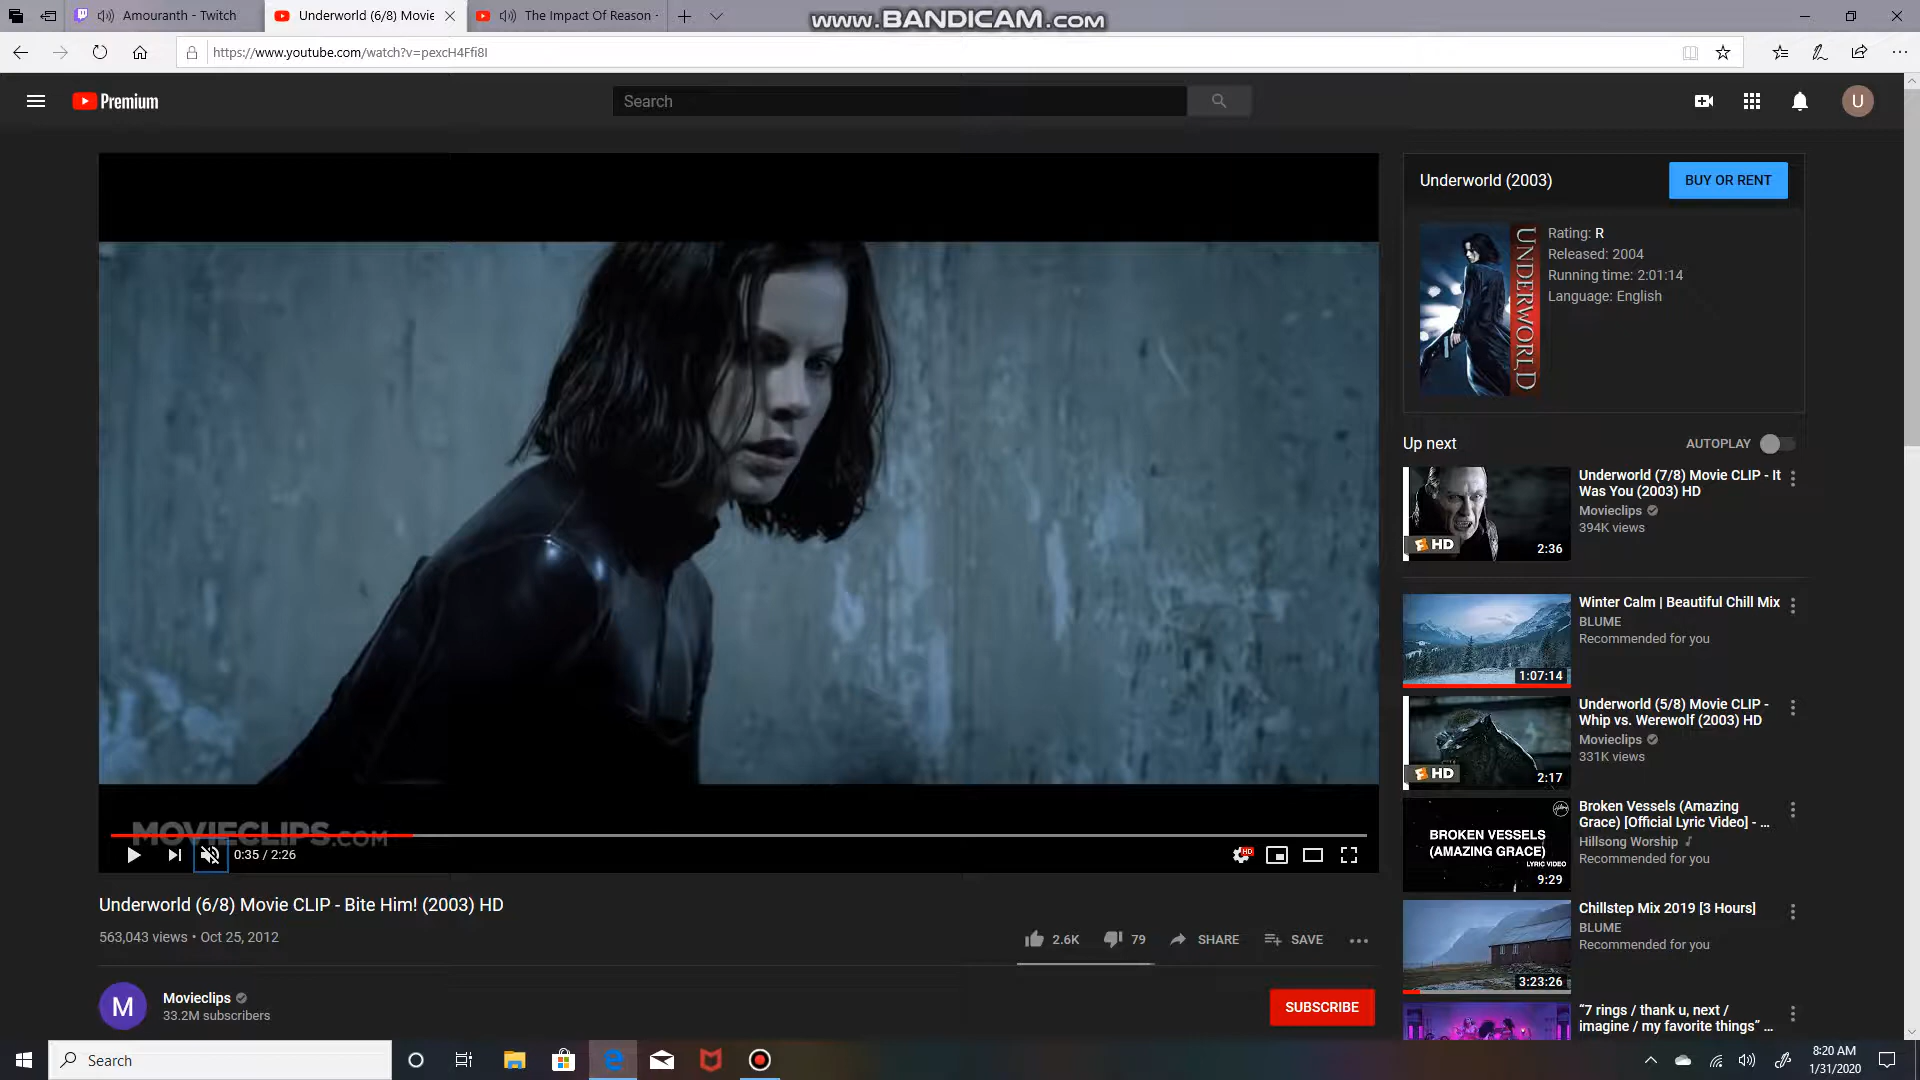 Amouranth - Twitch
Underworld (6/8) Movie
The Impact Of Reason -
www.BANDICAM.com
https://www.youtube.com/watch?v=pexcH4Ffi8I
Premium
Search
U
Underworld (2003)
BUY OR RENT
UNDERWORLD
Rating: R
Released: 2004
Running time: 2:01:14
Language: English
Up next
AUTOPLAY
Underworld (7/8) Movie CLIP - It
Was You (2003) HD
Movieclips
394K views
HD
2:36
Winter Calm | Beautiful Chill Mix
BLUME
Recommended for you
1:07:14
Underworld (5/8) Movie CLIP -
Whip vs. Werewolf (2003) HD
Movieclips
331K views
HD
2:17
Broken Vessels (Amazing
Grace) [Official Lyric Video] - ...
Hillsong Worship
Recommended for you
BROKEN VESSELS
(AMAZING GRACE)
LYRIC VIDEO
9:29
Chillstep Mix 2019 [3 Hours]
BLUME
Recommended for you
3:23:26
“7 rings / thank u, next /
imagine / my favorite things” ...
MOVIECLIPS.COM
0:35 / 2:26
HD
Underworld (6/8) Movie CLIP - Bite Him! (2003) HD
563,043 views • Oct 25, 2012
2.6K
79
SHARE
SAVE
M
Movieclips
33.2M subscribers
SUBSCRIBE
Search
8:20 AM
1/31/2020